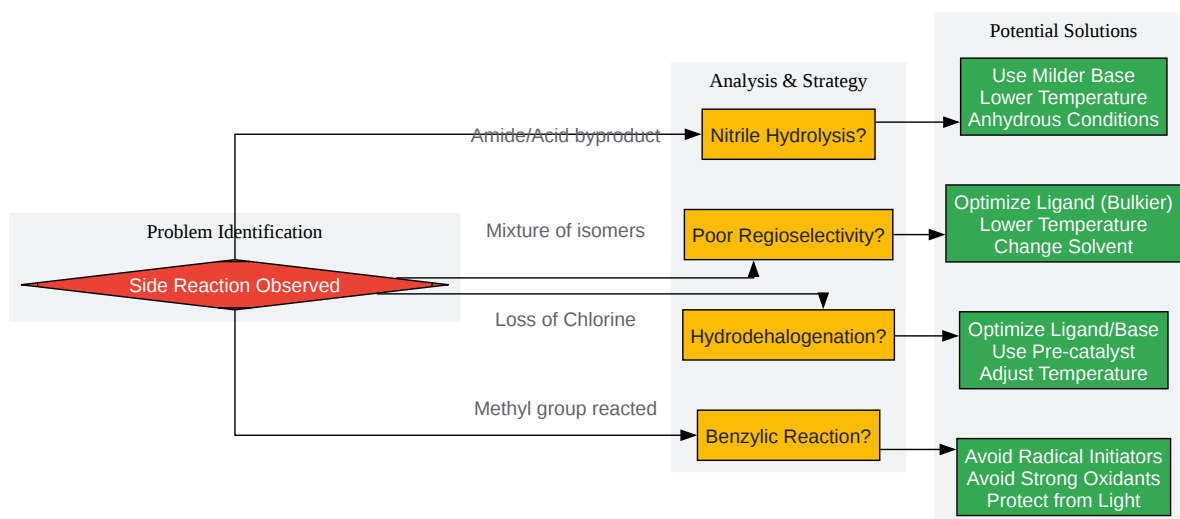 Potential Solutions
Analysis & Strategy
Problem Identification
Side Reaction Observed
Amide/Acid byproduct
Nitrile Hydrolysis?
Use Milder Base
Lower Temperature
Anhydrous Conditions
Mixture of isomers
Poor Regioselectivity?
Optimize Ligand (Bulkier)
Lower Temperature
Change Solvent
Loss of Chlorine
Hydrodehalogenation?
Optimize Ligand/Base
Use Pre-catalyst
Adjust Temperature
Methyl group reacted
Benzylic Reaction?
Avoid Radical Initiators
Avoid Strong Oxidants
Protect from Light